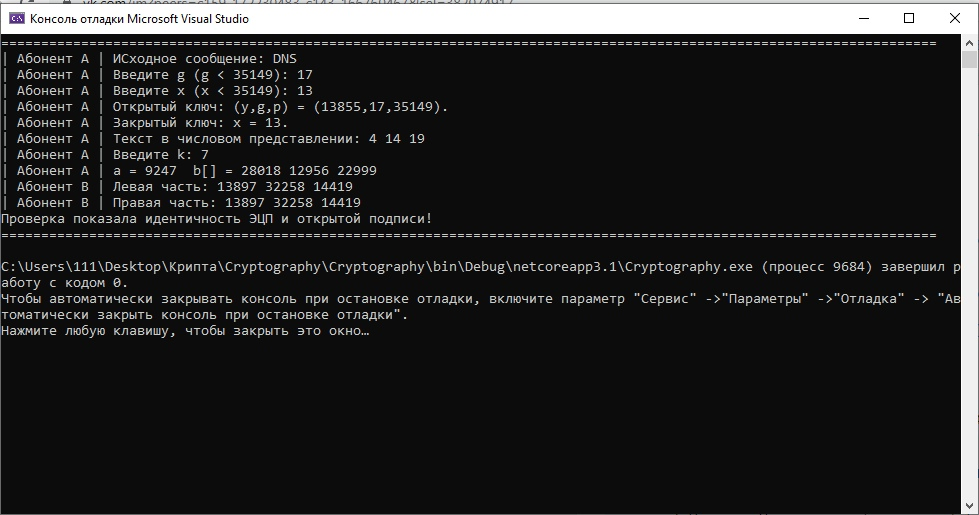 Консоль отладки Microsoft Visual Studio
=====================================================================================================================
| Абонент A | ИСходное сообщение: DNS
| Абонент A | Введите g (g < 35149): 17
| Абонент A | Введите x (x < 35149): 13
| Абонент A | Открытый ключ: (y,g,p) = (13855,17,35149).
| Абонент A | Закрытый ключ: x = 13.
| Абонент A | Текст в числовом представлении: 4 14 19
| Абонент A | Введите k: 7
| Абонент A | a = 9247  b[] = 28018 12956 22999
| Абонент B | Левая часть: 13897 32258 14419
| Абонент B | Правая часть: 13897 32258 14419
Проверка показала идентичность ЭЦП и открытой подписи!
=====================================================================================================================
C:\Users\111\Desktop\Крипта\Cryptography\Cryptography\bin\Debug\netcoreapp3.1\Cryptography.exe (процесс 9684) завершил р
аботу с кодом 0.
Чтобы автоматически закрывать консоль при остановке отладки, включите параметр "Сервис" ->"Параметры" ->"Отладка" -> "Ав
томатически закрыть консоль при остановке отладки".
Нажмите любую клавишу, чтобы закрыть это окно…